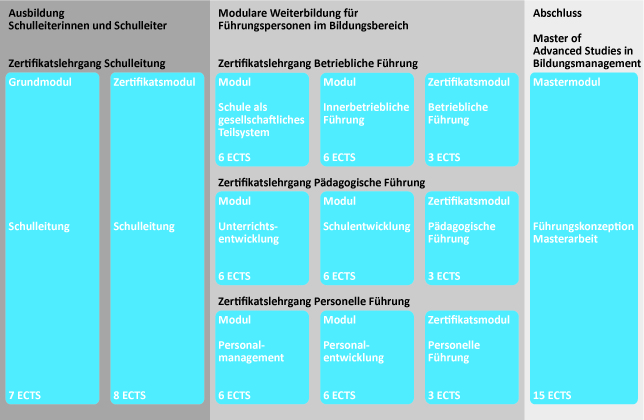 Ausbildung
Schulleiterinnen und Schulleiter
Zertifikatslehrgang Schulleitung
Grundmodul
Schulleitung
7 ECTS
Zertifikatsmodul
Schulleitung
8 ECTS
Modulare Weiterbildung für
Führungspersonen im Bildungsbereich
Zertifikatslehrgang Betriebliche Führung
Modul
Schule als
gesellschaftliches
Teilsystem
6 ECTS
Modul
Innerbetriebliche
Führung
6 ECTS
Zertifikatsmodul
Betriebliche
Führung
3 ECTS
Zertifikatslehrgang Pädagogische Führung
Modul
Unterrichts-
entwicklung
6 ECTS
Modul
Schulentwicklung
6 ECTS
Zertifikatsmodul
Pädagogische
Führung
3 ECTS
Zertifikatslehrgang Personelle Führung
Modul
Personal-
management
6 ECTS
Modul
Personal-
entwicklung
6 ECTS
Zertifikatsmodul
Personelle
Führung
3 ECTS
Abschluss
Master of
Advanced Studies in
Bildungsmanagement
Mastermodul
Führungskonzeption
Masterarbeit
15 ECTS